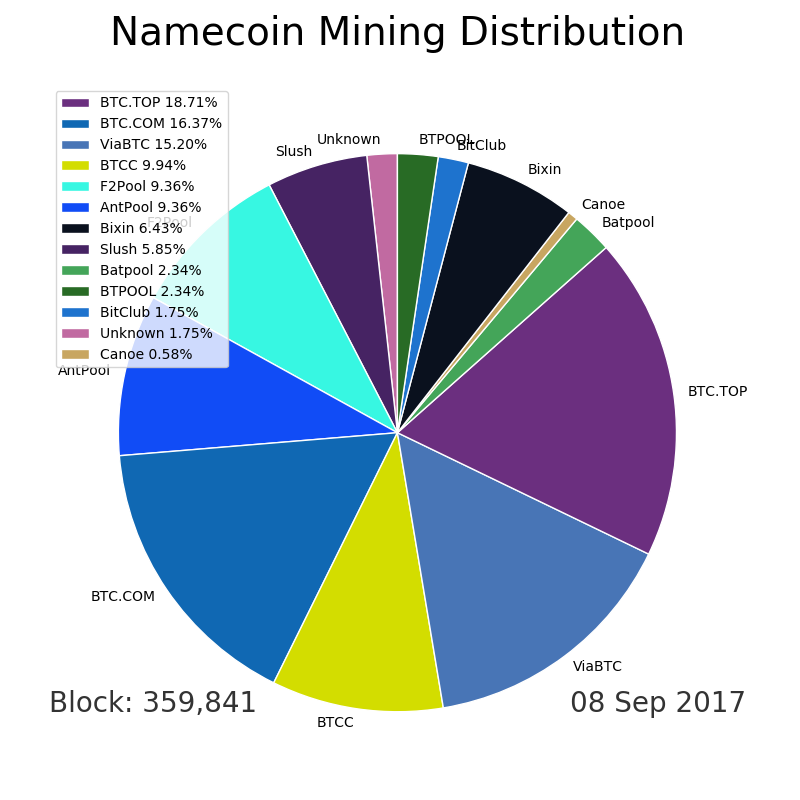 Namecoin Mining Distribution
BTC.TOP 18.71%
BTC.COM 16.37%
ViaBTC 15.20%
BTCC 9.94%
F2Pool 9.36%
AntPool 9.36%
Bixin 6.43%
Slush 5.85%
Batpool 2.34%
BTPOOL 2.34%
BitClub 1.75%
Unknown 1.75%
Canoe 0.58%
Unknown
BTPOOL
BitClub
Slush
Bixin
Canoe
Batpool
F2Pool
AntPool
BTC.TOP
BTC.COM
ViaBTC
BTCC
Block: 359,841
08 Sep 2017